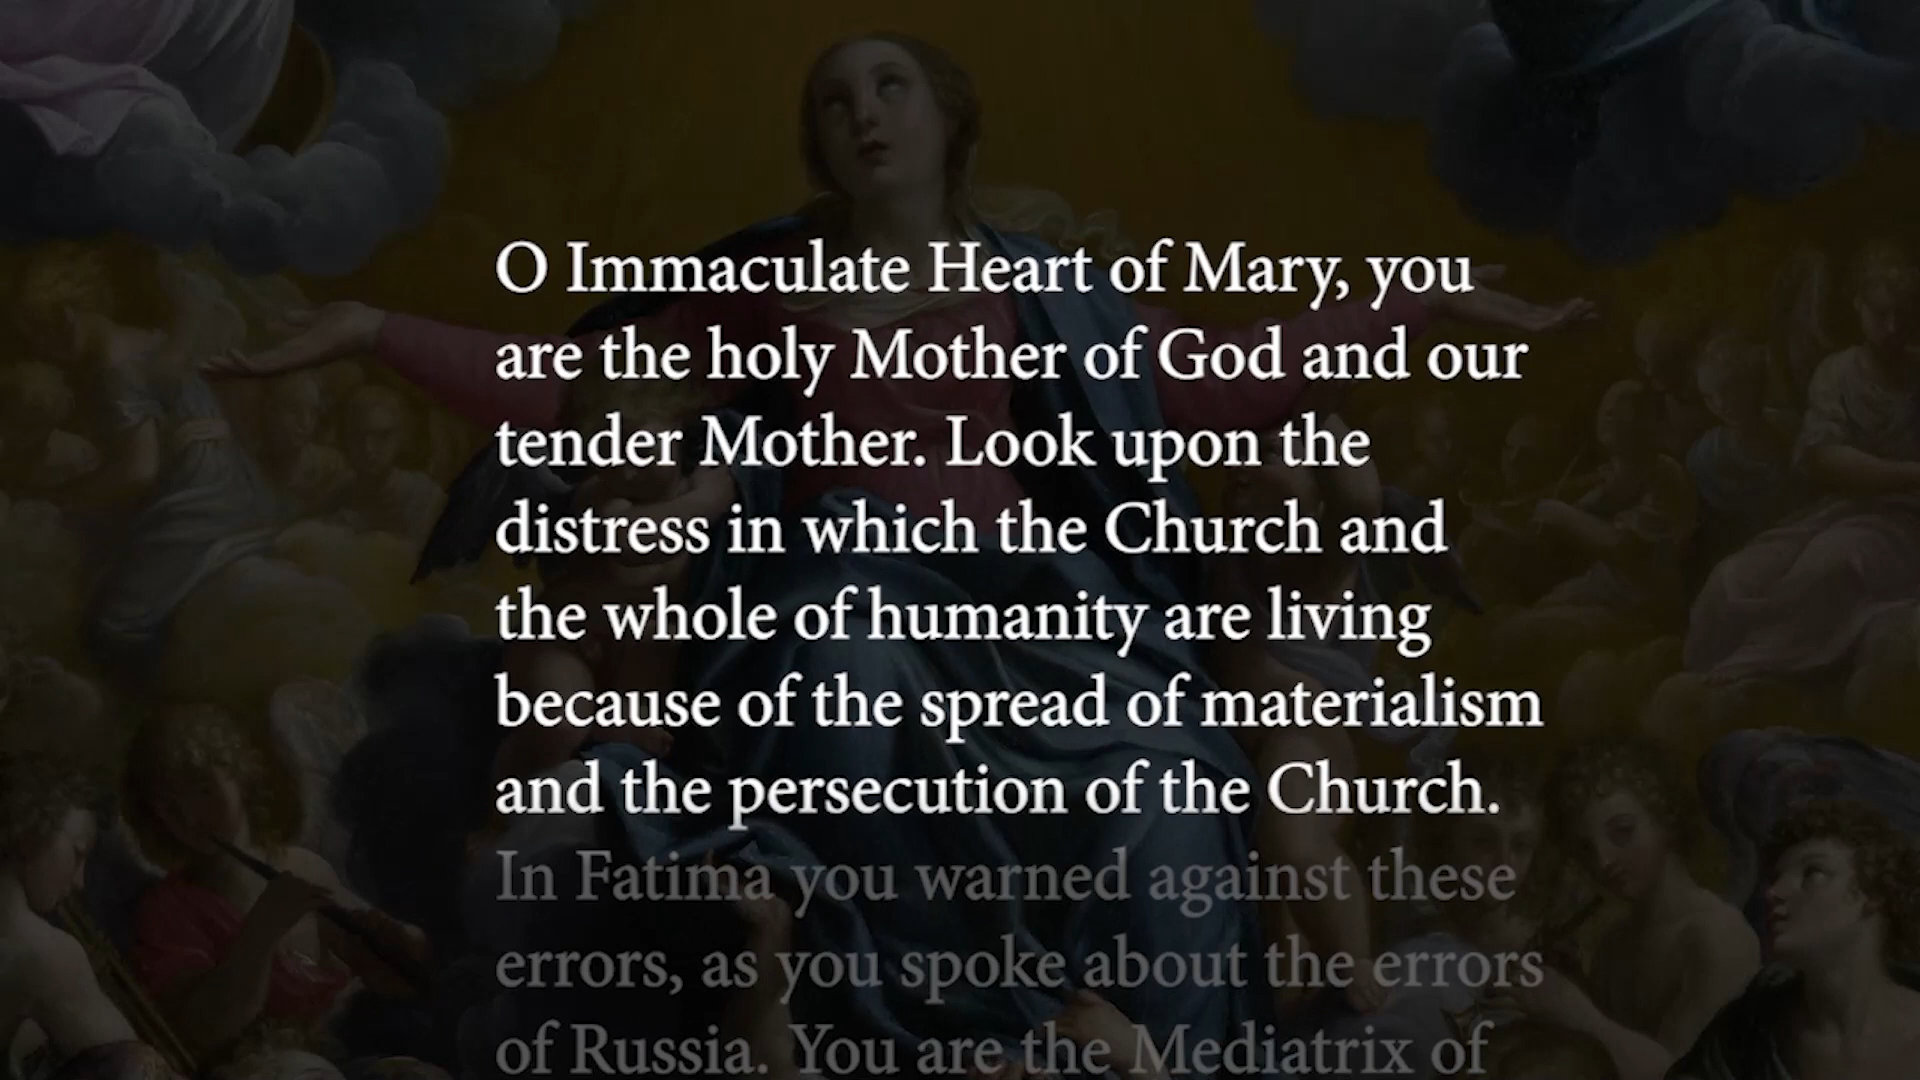 O Immaculate Heart of Mary, you
are the holy Mother of God and our
tender Mother. Look upon the
distress in which the Church and
the whole of humanity are living
because of the spread of materialism
and the persecution of the Church.
In Fatima you warned against these
errors, as you spoke about the errors
of Russia. You are the Mediatrix of